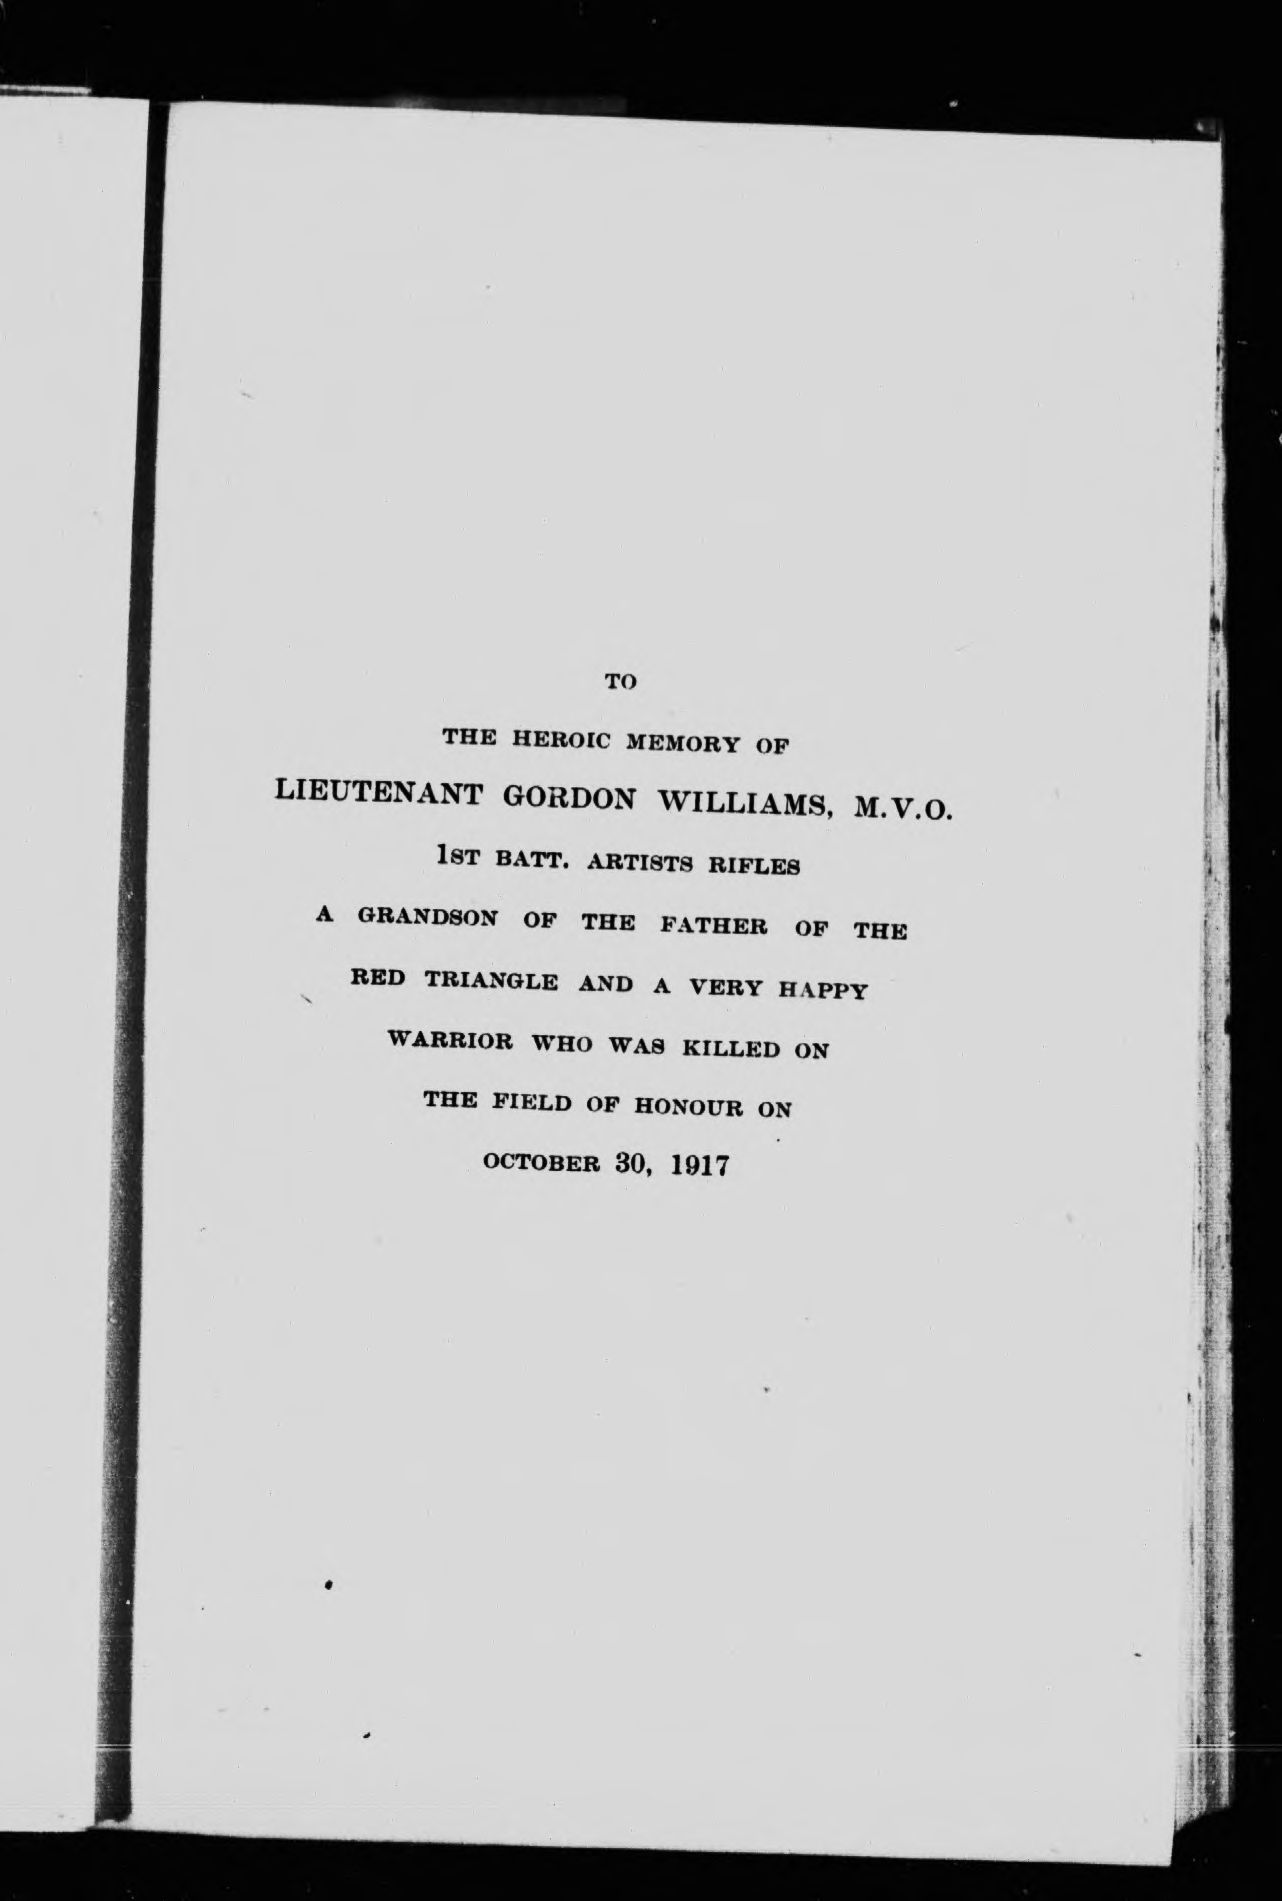 TO
THE HEROIC MEMORY OF
LIEUTENANT GORDON WILLIAMS, M.V.O.
1ST BATT. ARTISTS RIFLES
A GRANDSON OF THE FATHER OF THE
RED TRIANGLE AND A VERY HAPPY
WARRIOR WHO WAS KILLED ON
THE FIELD OF HONOUR ON
OCTOBER 30, 1917